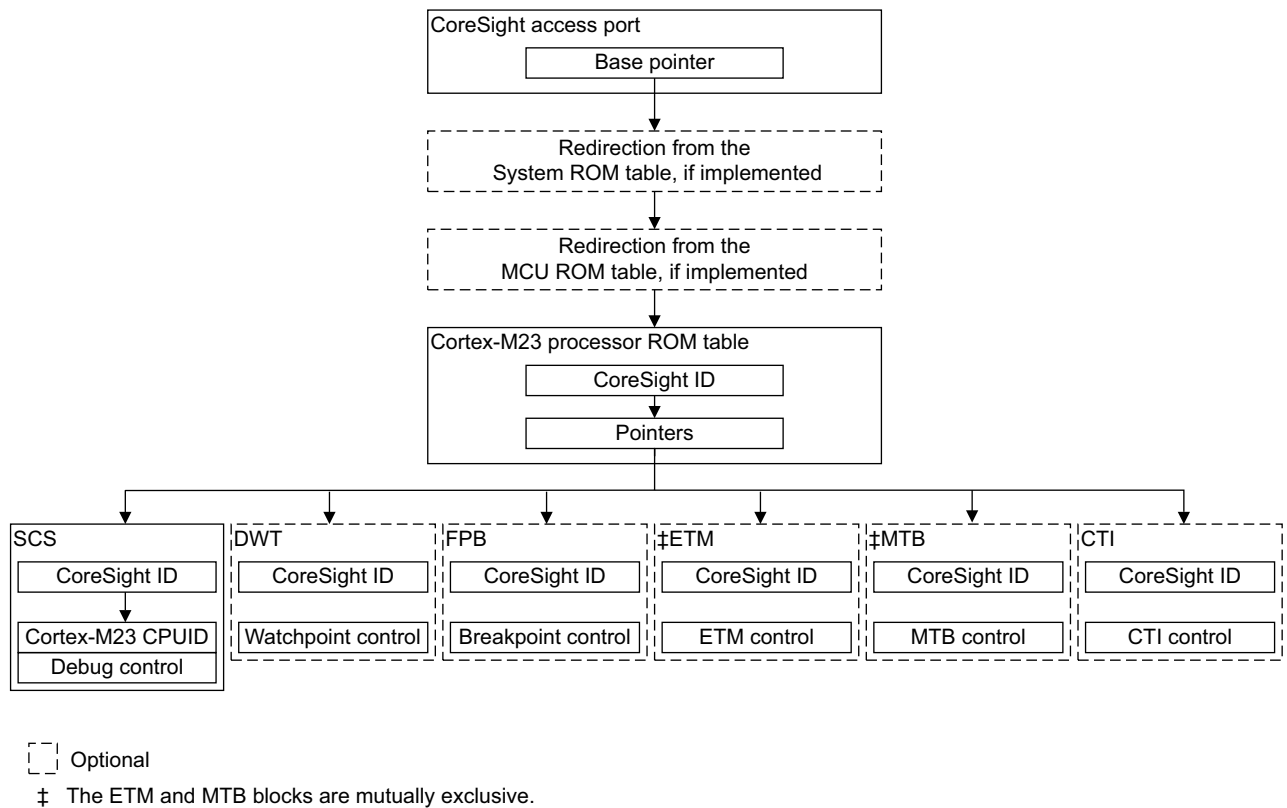 CoreSight access port
Base pointer
Redirection from the
System ROM table, if implemented
Redirection from the
MCU ROM table, if implemented
Cortex-M23 processor ROM table
CoreSight ID
Pointers
SCS
CoreSight ID
Cortex-M23 CPUID
Debug control
DWT
CoreSight ID
Watchpoint control
FPB
CoreSight ID
Breakpoint control
‡ETM
CoreSight ID
ETM control
‡MTB
CoreSight ID
MTB control
CTI
CoreSight ID
CTI control
Optional
‡ The ETM and MTB blocks are mutually exclusive.